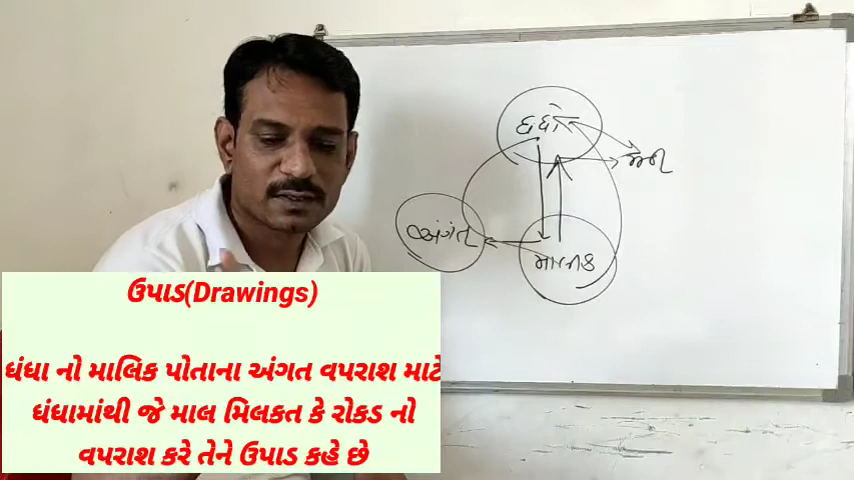 ધંધો
અંગત
માલીક
ઉપાડ(Drawings)
ધંધા નો માલિક પોતાના અંગત વપરાશ માટે
ધંધામાંથી જે માલ મિલકત કે રોકડ નો
વપરાશ કરે તેને ઉપાડ કહે છે